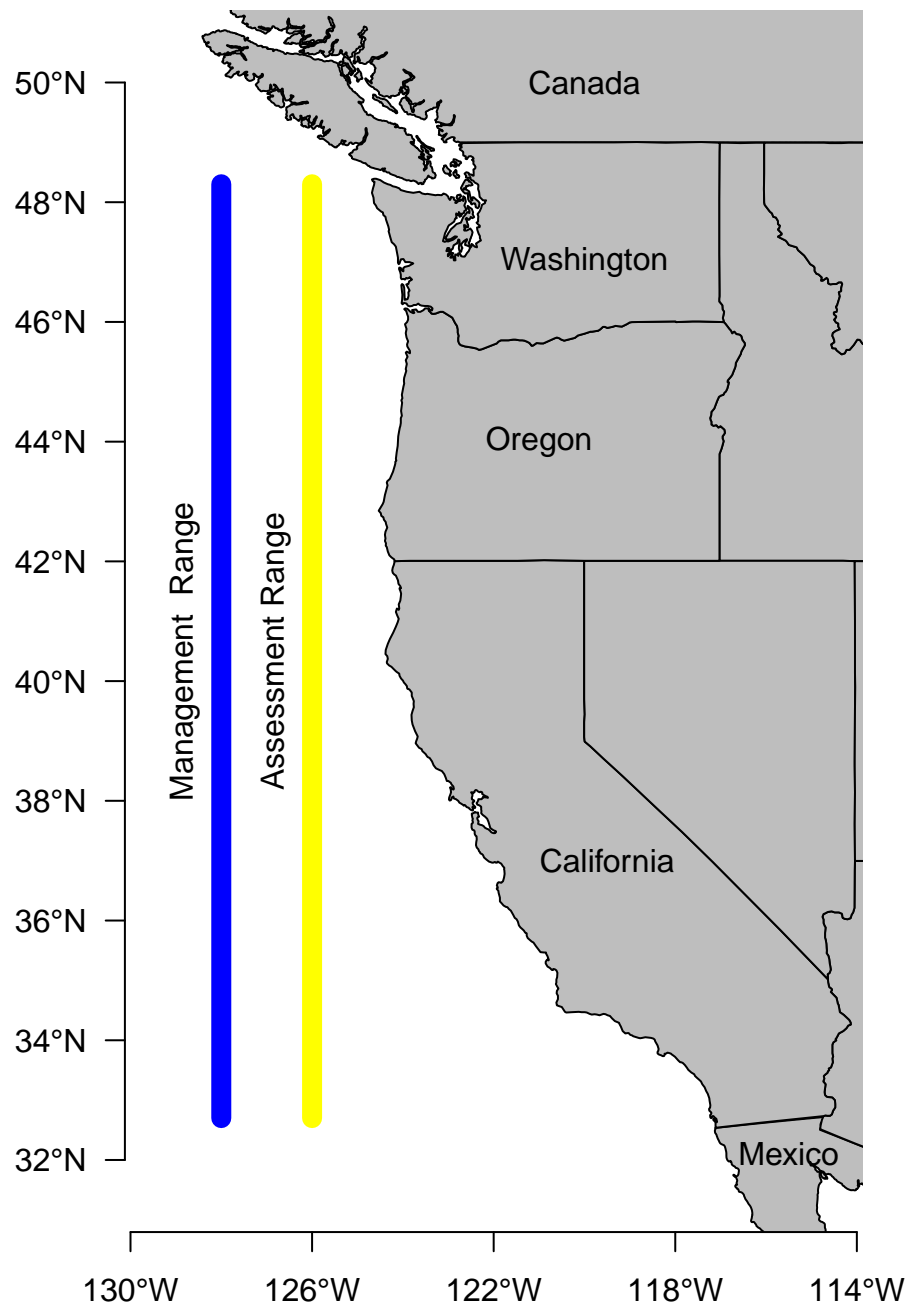 50°N
48°N
46°N
44°N
42°N
40°N
38°N
36°N
34°N
32°N
Management  Range
Assessment Range
Canada
Washington
Oregon
California
Mexico
130°W
126°W
122°W
118°W
114°W